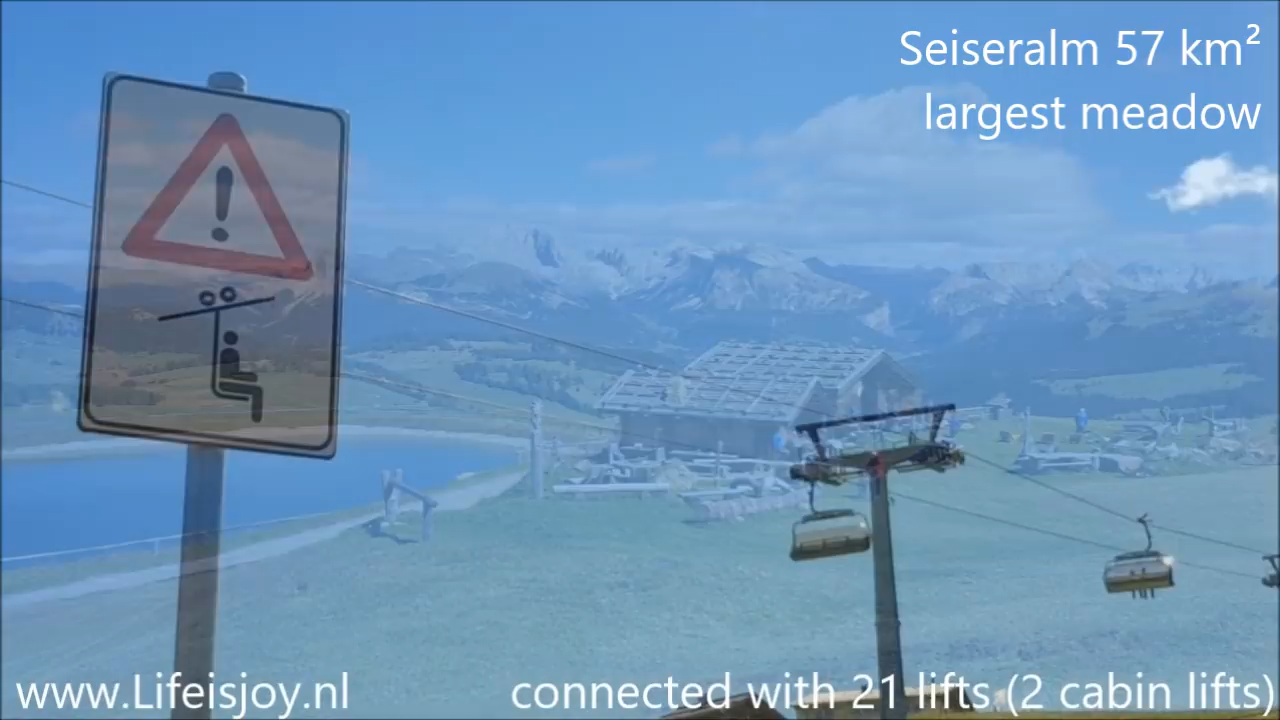 Seiseralm 57 km²
largest meadow
www.Lifeisjoy.nl
connected with 21 lifts (2 cabin lifts)